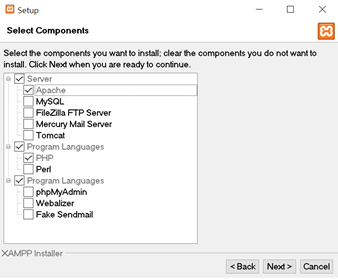 Setup
Select Components
Select the components you want to install; clear the components you do not want to
install. Click Next when you are ready to continue.
Server
Apache
MySQL
FileZilla FTP Server
Mercury Mail Server
Tomcat
Program Languages
PHP
Perl
Program Languages
phpMyAdmin
Webalizer
Fake Sendmail
XAMPP Installer
< Back
Next >
Cancel